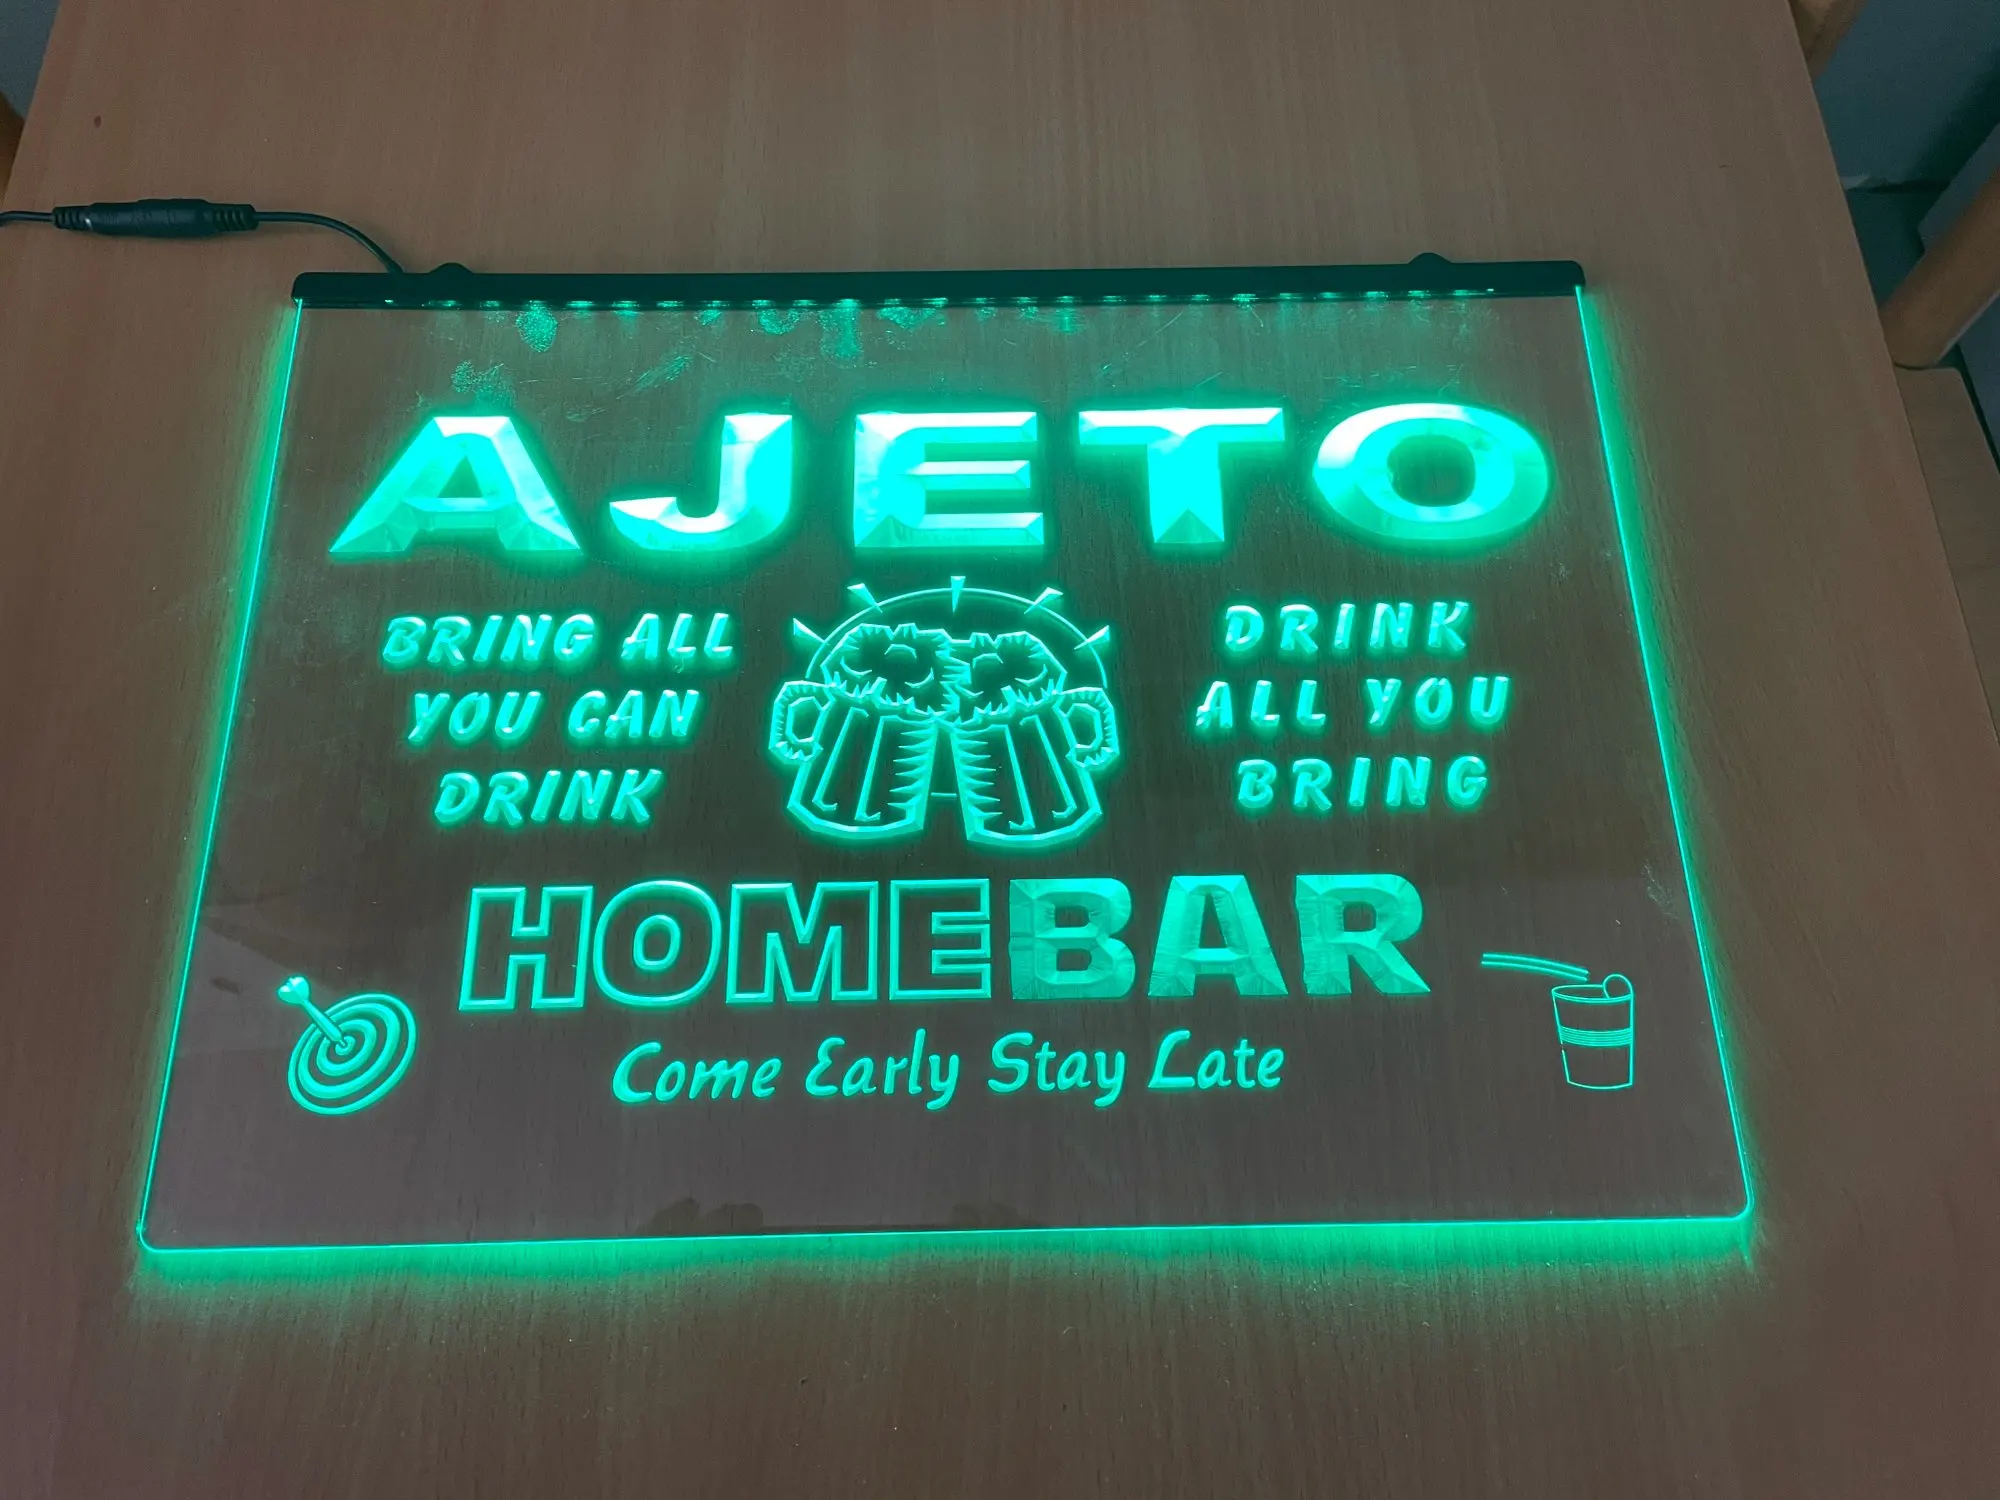 AJETO
BRING ALL
YOU CAN
DRINK
DRINK
ALL YOU
BRING
HOMEBAR
Come Early Stay Late